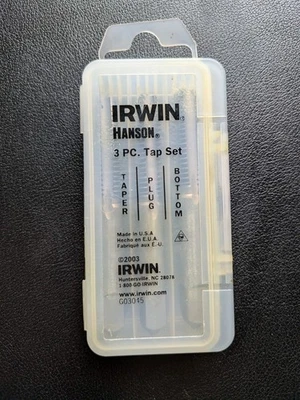 IRWIN®
HANSON®
3 PC. Tap Set
TAPER
PLUG
BOTTOM
Made in U.S.A
Hecho en E.U.A.
Fabriqué aux É.U.
©2003
IRWIN
Huntersville, NC 28078
1 800 GO IRWIN
www.irwin.com
G03015